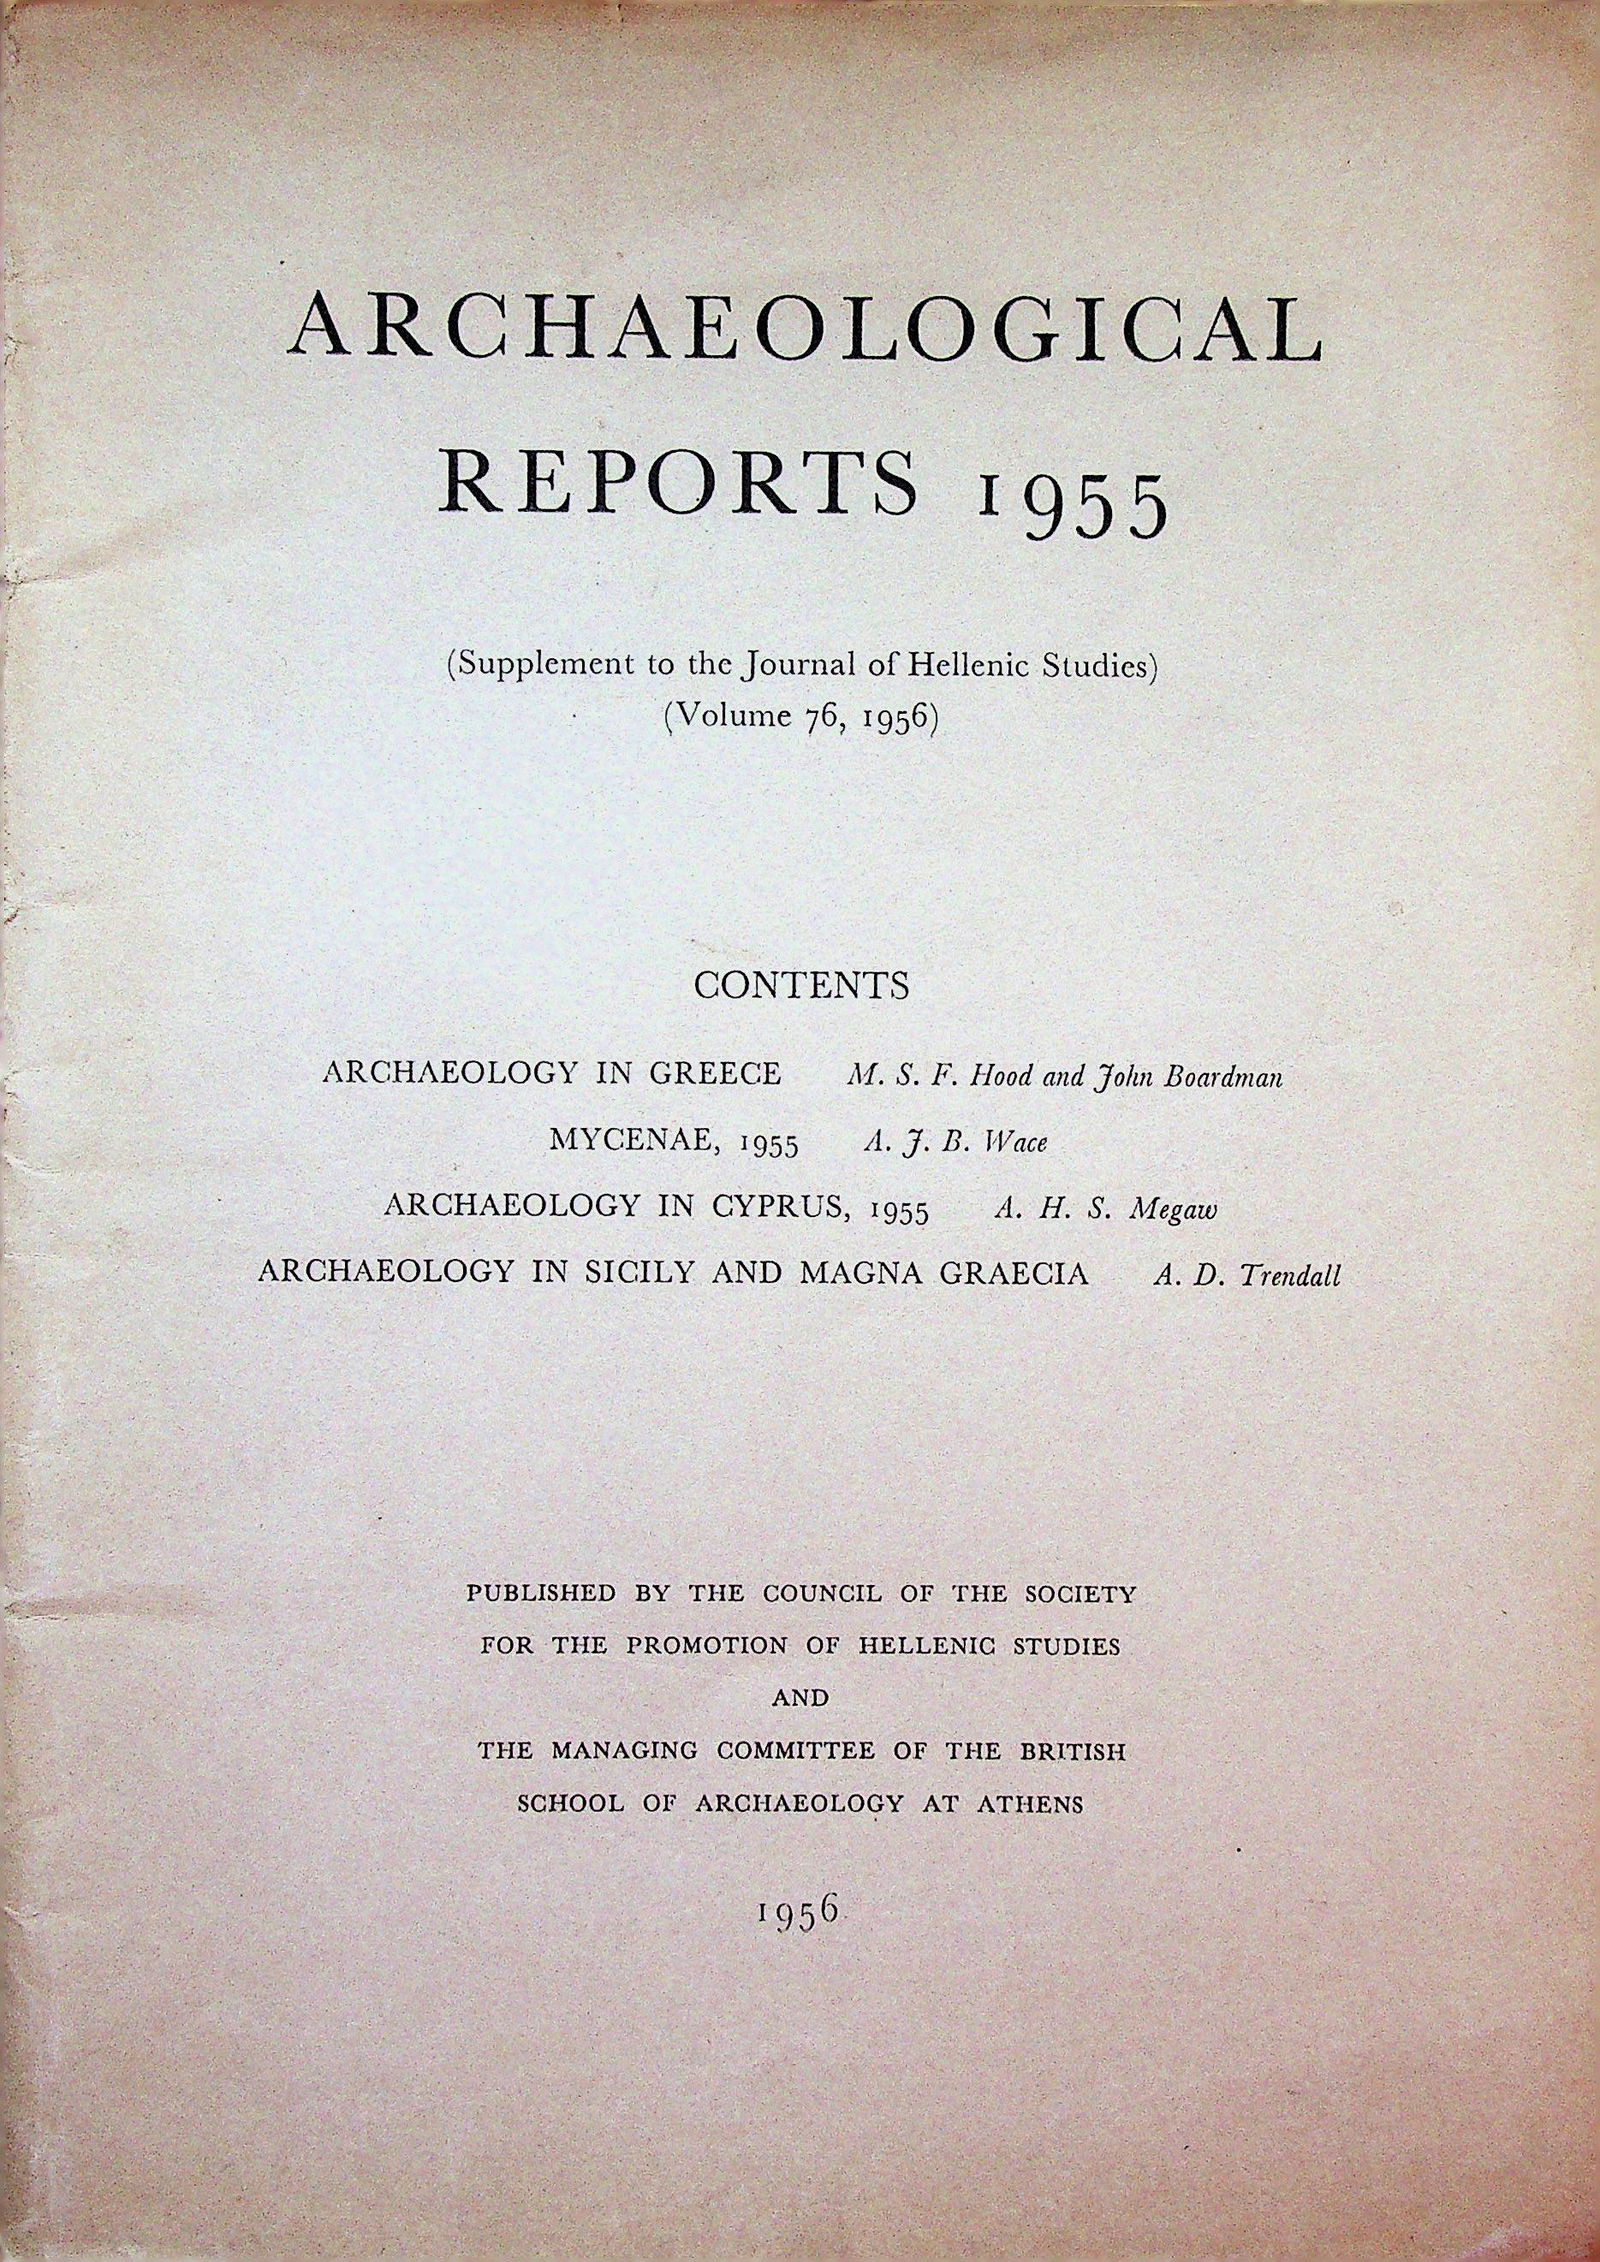 ARCHAEOLOGICAL
REPORTS 1955
(Supplement to the Journal of Hellenic Studies)
(Volume 76, 1956)
CONTENTS
ARCHAEOLOGY IN GREECE M. S. F. Hood and John Boardman
MYCENAE, 1955 A. J. B. Wace
ARCHAEOLOGY IN CYPRUS, 1955 A. H. S. Megaw
ARCHAEOLOGY IN SICILY AND MAGNA GRAECIA A. D. Trendall
PUBLISHED BY THE COUNCIL OF THE SOCIETY
FOR THE PROMOTION OF HELLENIC STUDIES
AND
THE MANAGING COMMITTEE OF THE BRITISH
SCHOOL OF ARCHAEOLOGY AT ATHENS
1956